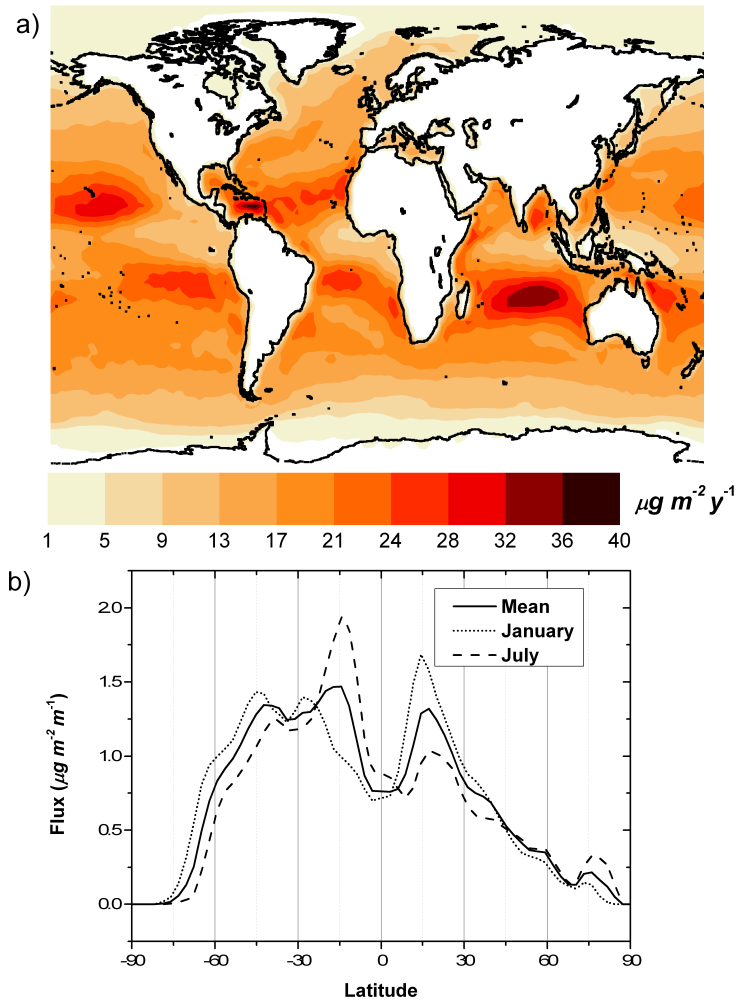 a)
μg m-2 y-1
1 5 9 13 17 21 24 28 32 36 40
b)
2.0
1.5
1.0
0.5
0.0
Flux (μg m-2 m-1)
Mean
January
July
-90 -60 -30 0 30 60 90
Latitude